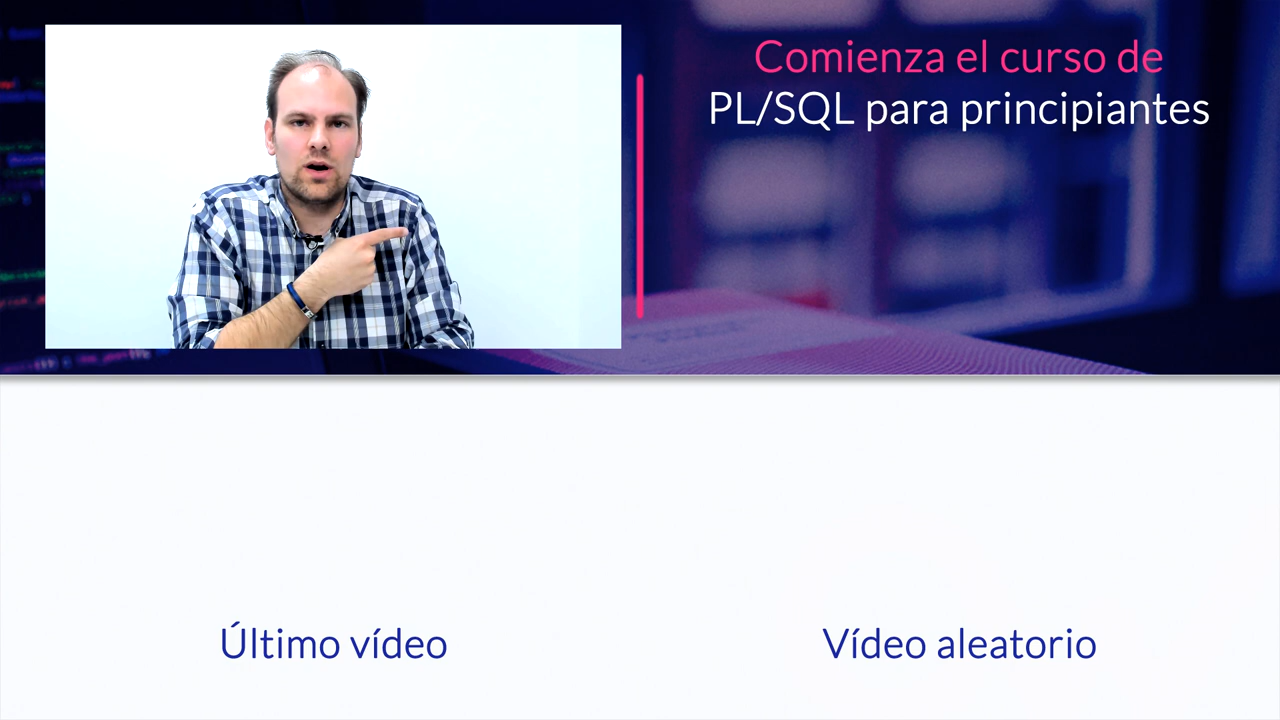 Comienza el curso de
PL/SQL para principiantes
Último vídeo
Vídeo aleatorio